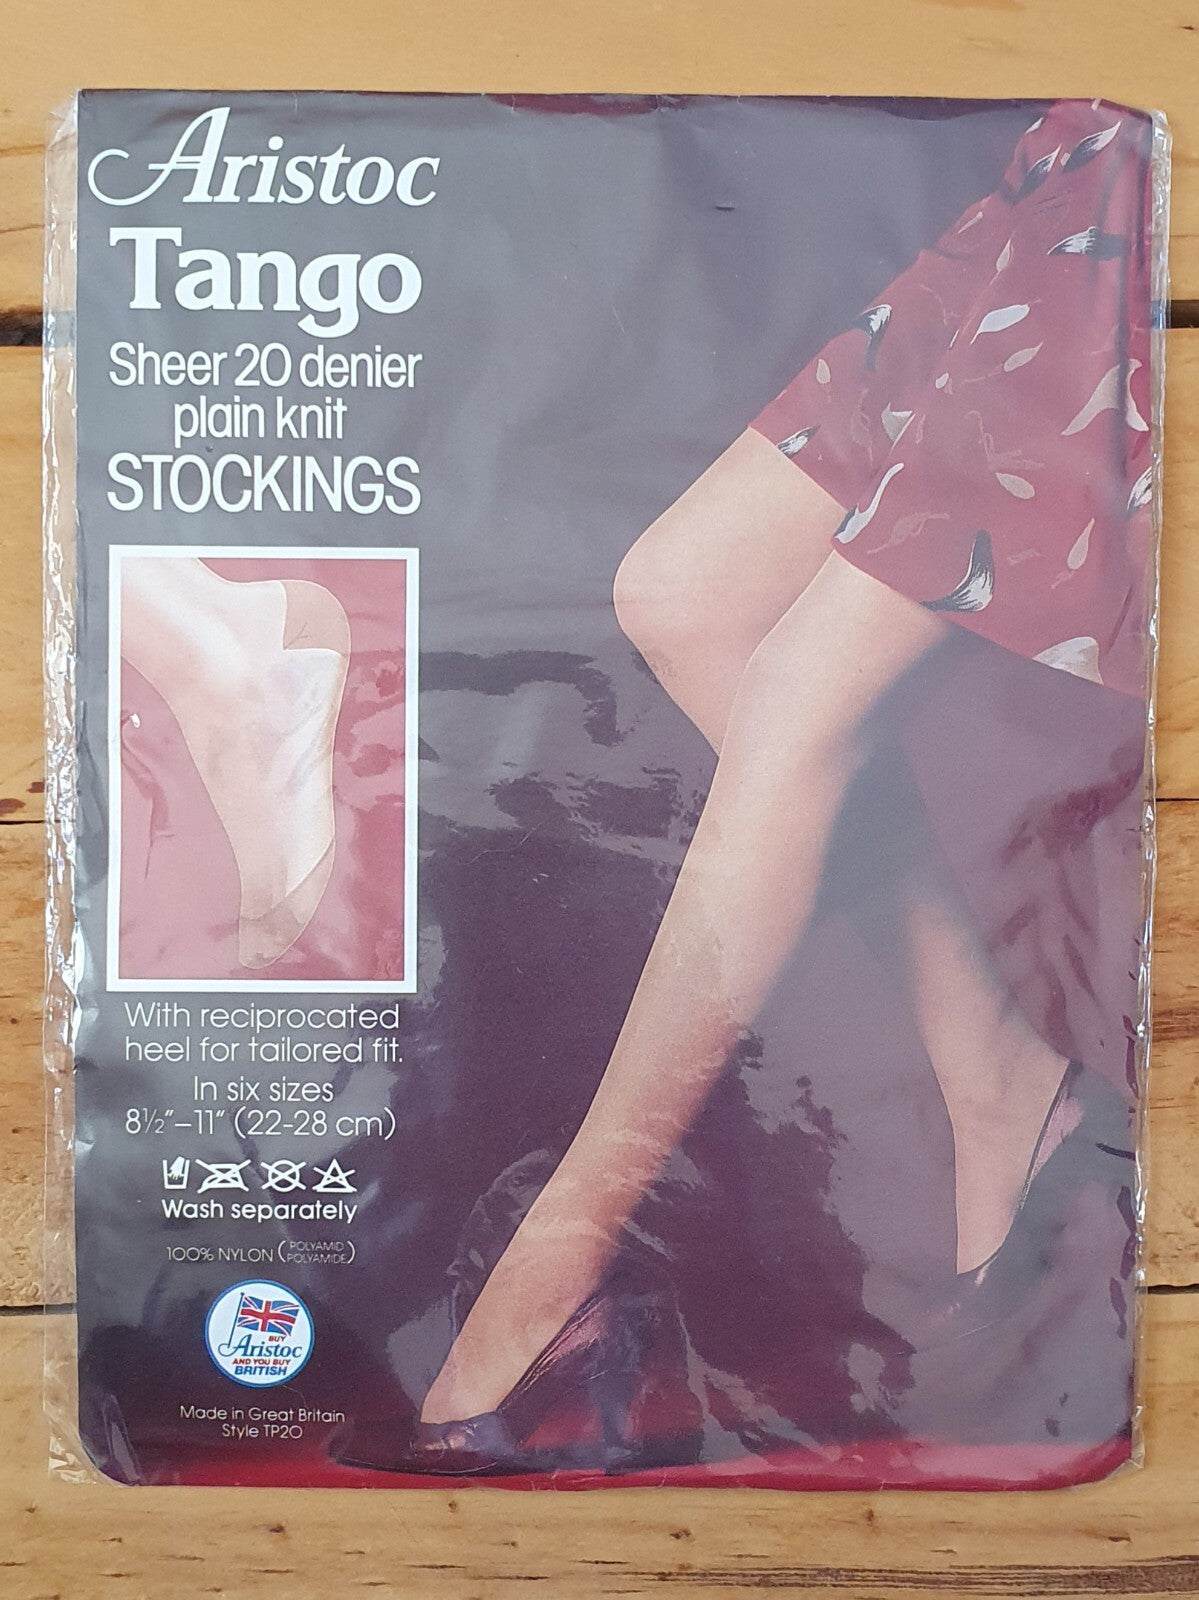 Aristoc
Tango
Sheer 20 denier
plain knit
STOCKINGS
With reciprocated
heel for tailored fit.
In six sizes
8½"–11" (22-28 cm)
Wash separately
100% NYLON (POLYAMID
POLYAMIDE)
BUY
Aristoc
AND YOU BUY
BRITISH
Made in Great Britain
Style TP20